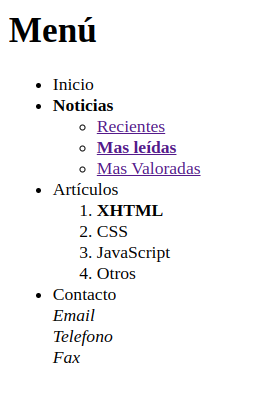 Menú
Inicio
Noticias
Recientes
Mas leídas
Mas Valoradas
Artículos
1. XHTML
2. CSS
3. JavaScript
4. Otros
Contacto
Email
Telefono
Fax